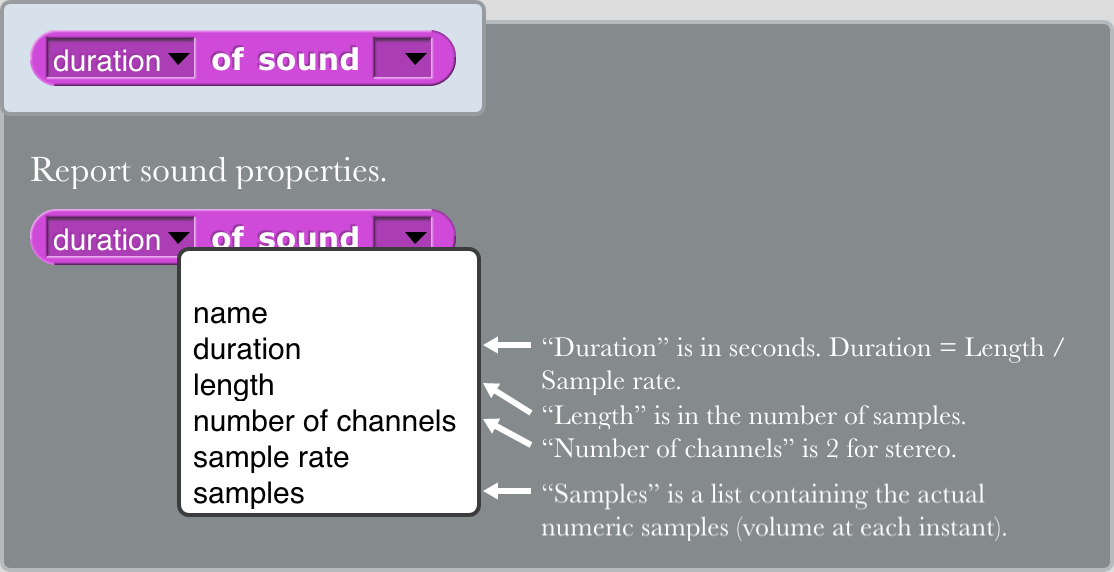 duration of sound
Report sound properties.
duration of sound
name
duration
length
number of channels
sample rate
samples
“Duration” is in seconds. Duration = Length /
Sample rate.
“Length” is in the number of samples.
“Number of channels” is 2 for stereo.
“Samples” is a list containing the actual
numeric samples (volume at each instant).